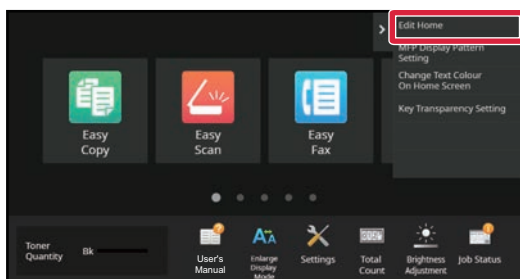 Edit Home
MFP Display Pattern
Setting
Change Text Colour
On Home Screen
Key Transparency Setting
Easy
Copy
Easy
Scan
Easy
Fax
Toner
Quantity
Bk
User's
Manual
Enlarge
Display
Mode
Settings
Total
Count
Brightness
Adjustment
Job Status